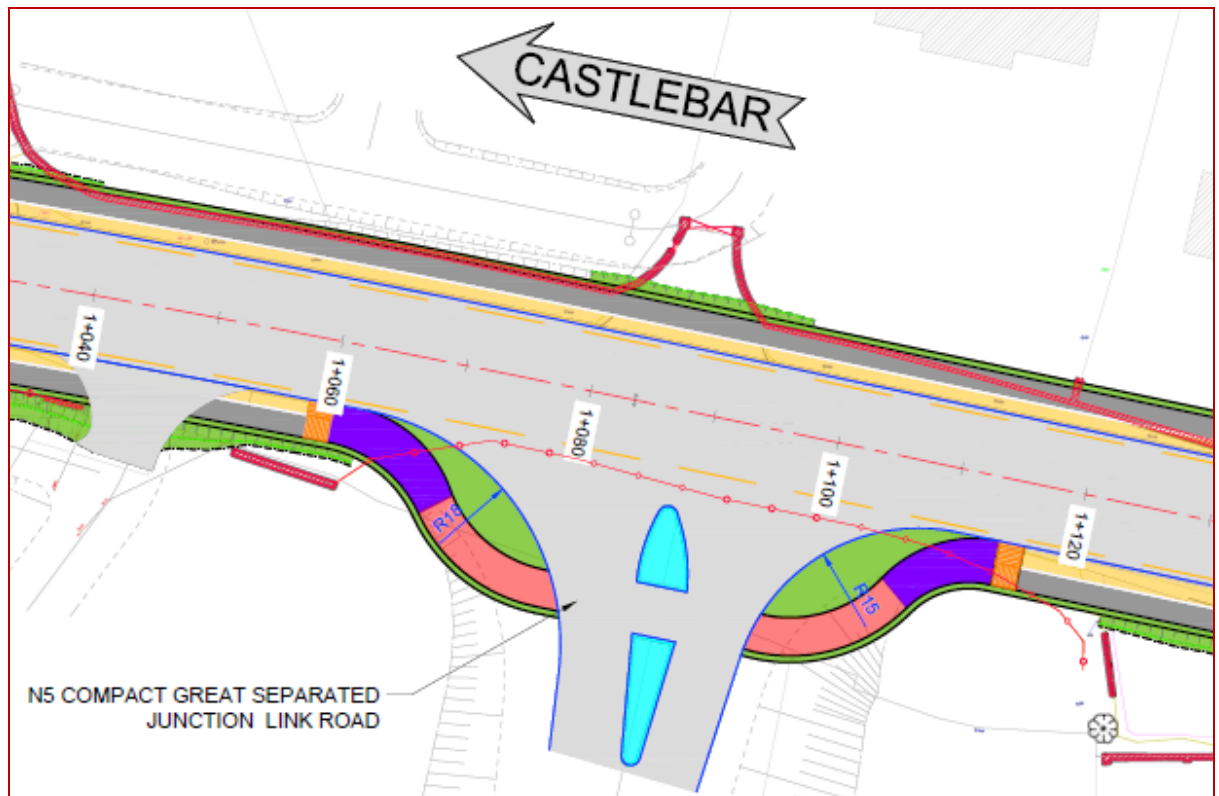 CASTLEBAR
1+040
1+060
1+080
1+100
1+120
R18
R15
N5 COMPACT GREAT SEPARATED
JUNCTION LINK ROAD